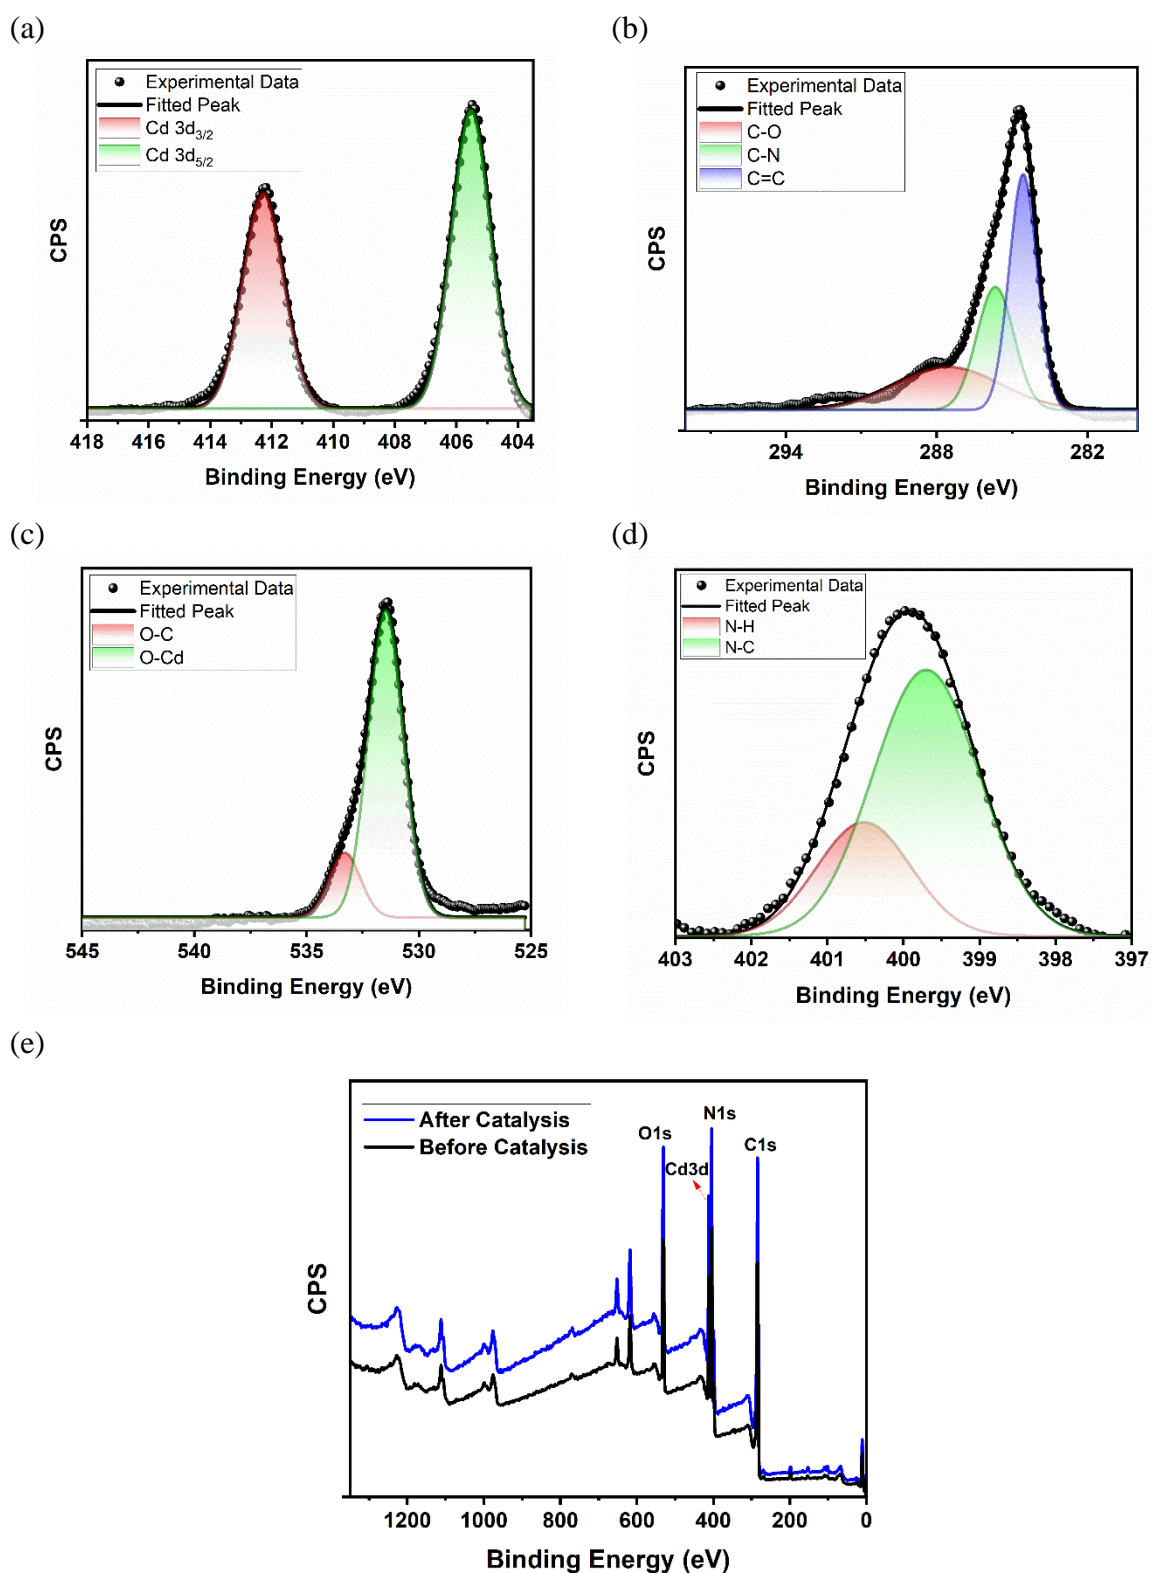 (a)
Experimental Data
Fitted Peak
Cd 3d3/2
Cd 3d5/2
CPS
418 416 414 412 410 408 406 404
Binding Energy (eV)
(b)
Experimental Data
Fitted Peak
C-O
C-N
C=C
CPS
294 288 282
Binding Energy (eV)
(c)
Experimental Data
Fitted Peak
O-C
O-Cd
CPS
545 540 535 530 525
Binding Energy (eV)
(d)
Experimental Data
Fitted Peak
N-H
N-C
CPS
403 402 401 400 399 398 397
Binding Energy (eV)
(e)
After Catalysis
Before Catalysis
O1s
Cd3d
N1s
C1s
CPS
1200 1000 800 600 400 200 0
Binding Energy (eV)